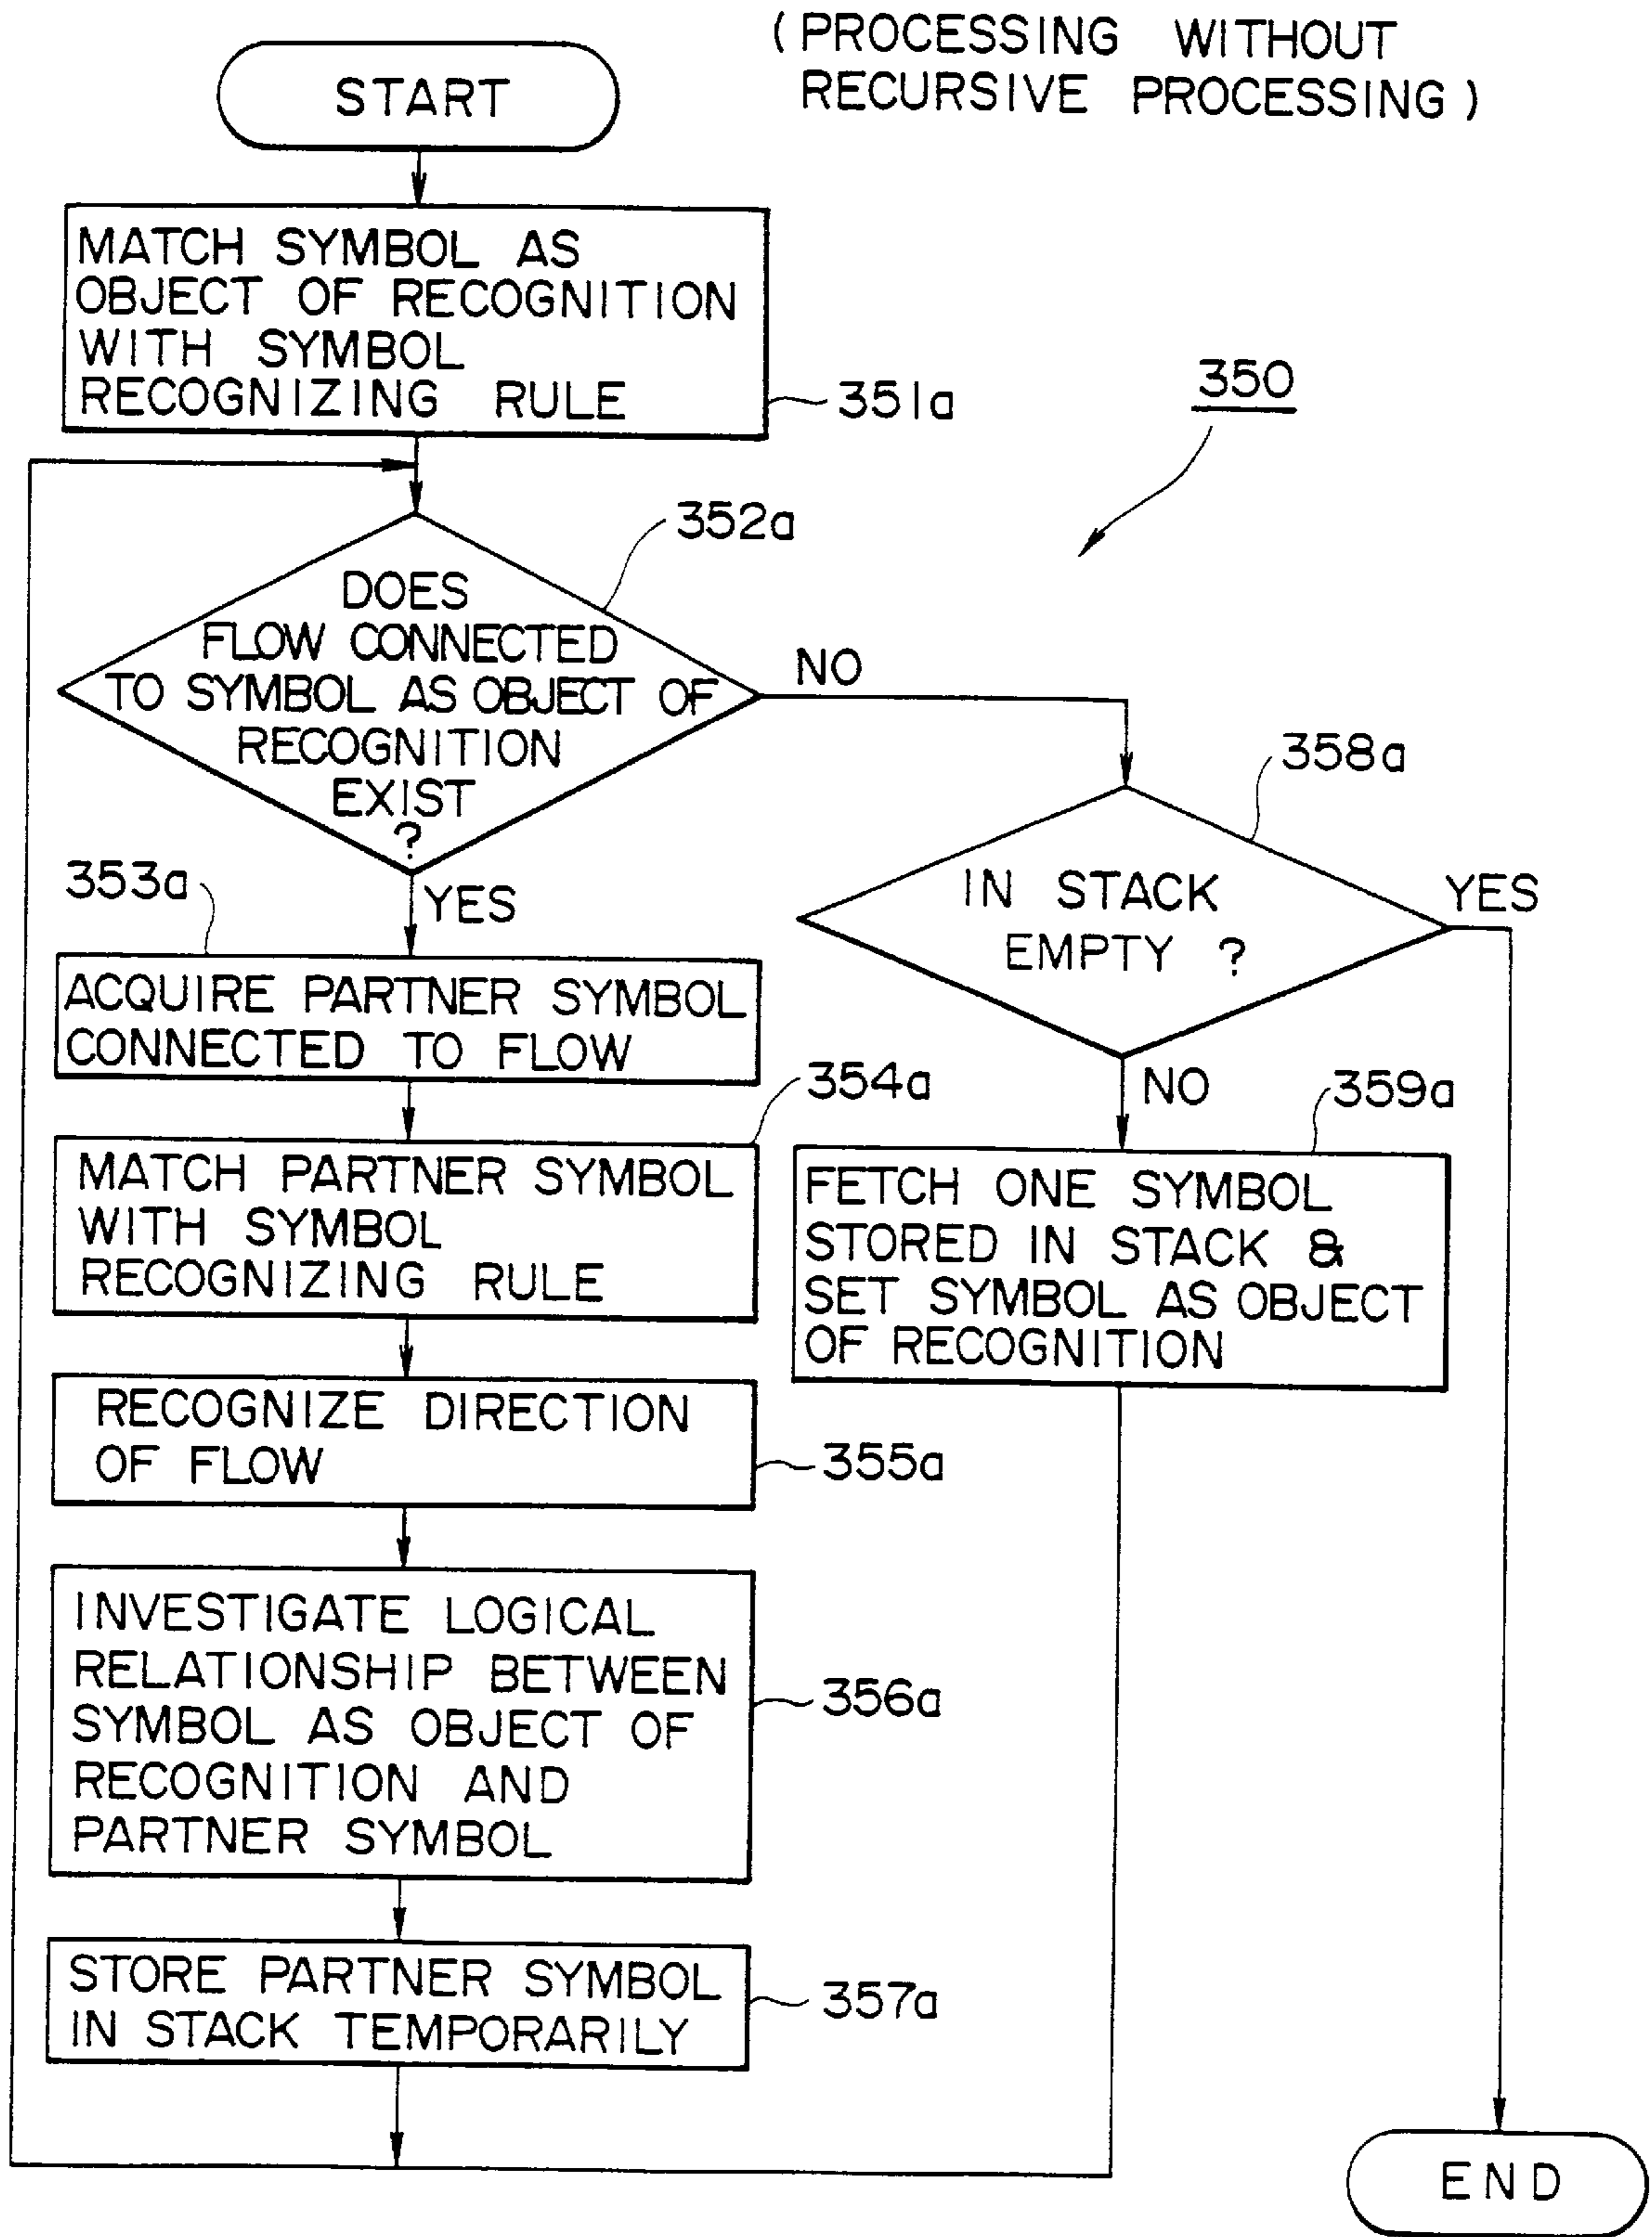 (PROCESSING WITHOUT
RECURSIVE PROCESSING)
START
MATCH SYMBOL AS
OBJECT OF RECOGNITION
WITH SYMBOL
RECOGNIZING RULE
351a
350
352a
DOES
FLOW CONNECTED
TO SYMBOL AS OBJECT OF
RECOGNITION
EXIST
?
NO
YES
353a
ACQUIRE PARTNER SYMBOL
CONNECTED TO FLOW
354a
MATCH PARTNER SYMBOL
WITH SYMBOL
RECOGNIZING RULE
RECOGNIZE DIRECTION
OF FLOW
355a
INVESTIGATE LOGICAL
RELATIONSHIP BETWEEN
SYMBOL AS OBJECT OF
RECOGNITION AND
PARTNER SYMBOL
356a
STORE PARTNER SYMBOL
IN STACK TEMPORARILY
357a
358a
IN STACK
EMPTY ?
YES
NO
359a
FETCH ONE SYMBOL
STORED IN STACK &
SET SYMBOL AS OBJECT
OF RECOGNITION
END